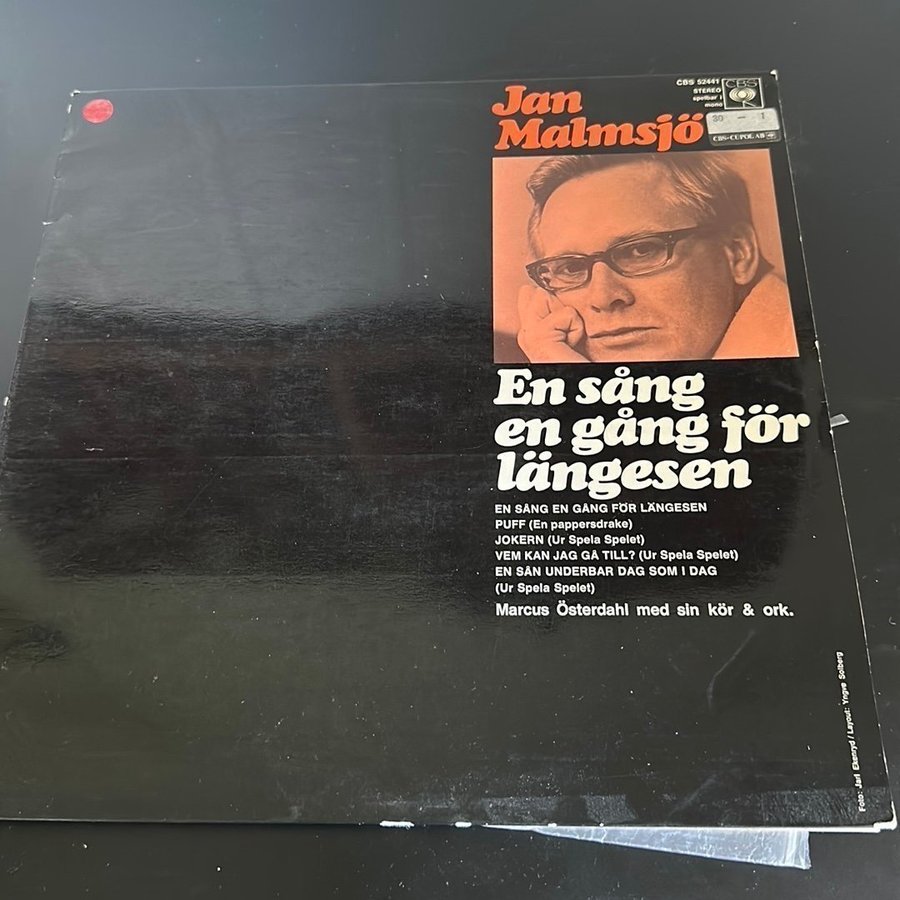 Jan
Malmsjö
CBS 52441
STEREO
spelbar i
mono
CBS
30 - 1
CBS-CUPOL AB
En sång
en gång för
längesen
EN SÅNG EN GÅNG FÖR LÄNGESEN
PUFF (En pappersdrake)
JOKERN (Ur Spela Spelet)
VEM KAN JAG GÅ TILL? (Ur Spela Spelet)
EN SÅN UNDERBAR DAG SOM I DAG
(Ur Spela Spelet)
Marcus Österdahl med sin kör & ork.
Foto: Jarl Ekenryd / Layout: Yngve Solberg